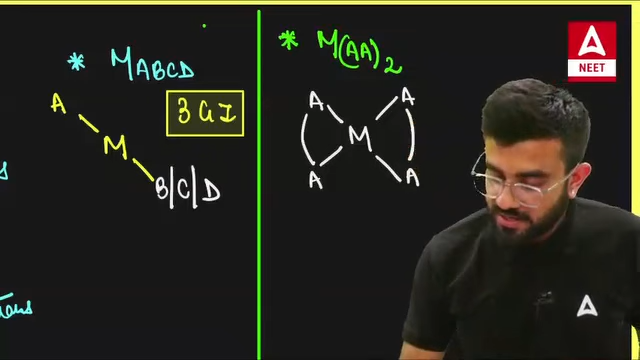 * MABCD
A
3 GI
M
B|C|D
* M(AA)2
A A
M
A A
A
NEET
A